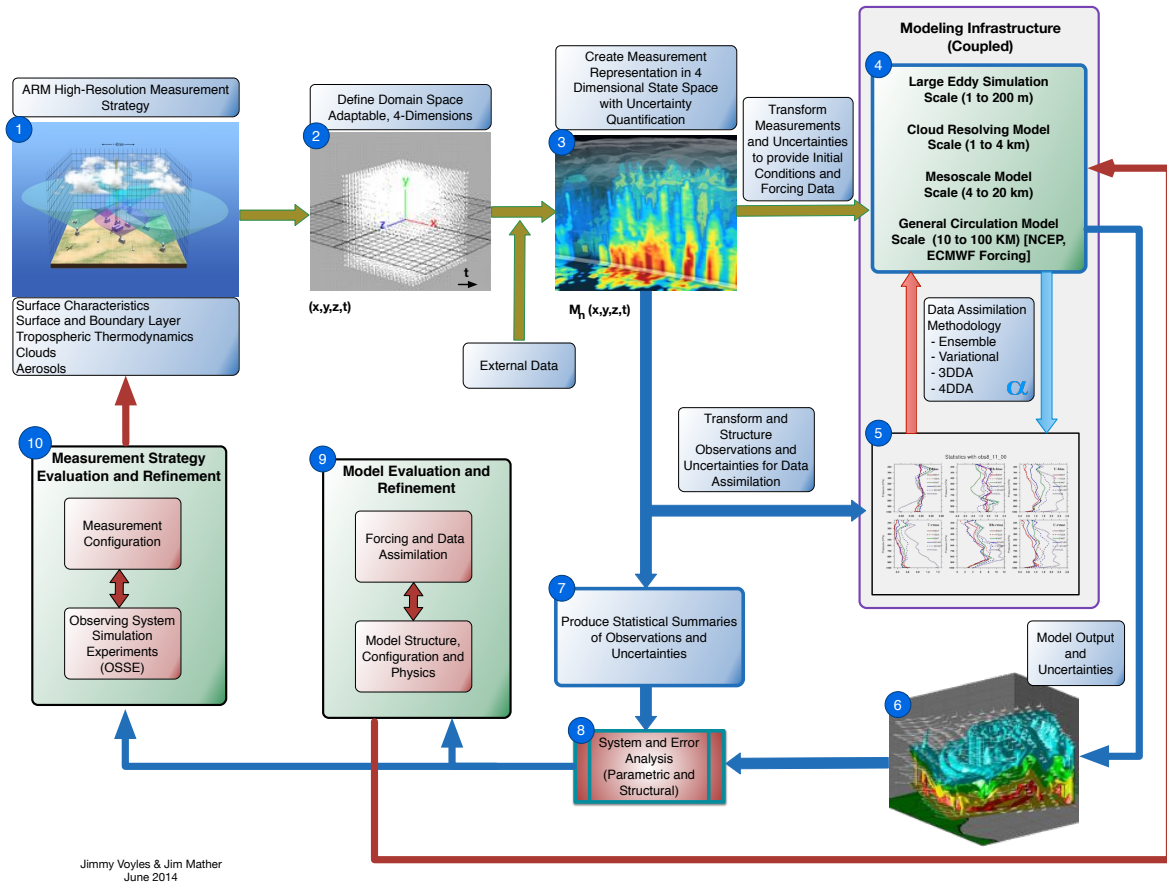 ARM High-Resolution Measurement
Strategy
1
Surface Characteristics
Surface and Boundary Layer
Tropospheric Thermodynamics
Clouds
Aerosols
Define Domain Space
Adaptable, 4-Dimensions
2
y
z
x
t
(x,y,z,t)
External Data
Create Measurement
Representation in 4
Dimensional State Space
with Uncertainty
Quantification
3
Mn (x,y,z,t)
Transform
Measurements
and Uncertainties
to provide Initial
Conditions and
Forcing Data
Modeling Infrastructure
(Coupled)
4
Large Eddy Simulation
Scale (1 to 200 m)
Cloud Resolving Model
Scale (1 to 4 km)
Mesoscale Model
Scale (4 to 20 km)
General Circulation Model
Scale (10 to 100 KM) [NCEP,
ECMWF Forcing]
Data Assimilation
Methodology
- Ensemble
- Variational
- 3DDA
- 4DDA
α
5
Statistics with oba8_11_00
Transform and
Structure
Observations and
Uncertainties for Data
Assimilation
Model Output
and
Uncertainties
6
7
Produce Statistical Summaries
of Observations and
Uncertainties
8
System and Error
Analysis
(Parametric and
Structural)
9
Model Evaluation and
Refinement
Forcing and Data
Assimilation
Model Structure,
Configuration and
Physics
10
Measurement Strategy
Evaluation and Refinement
Measurement
Configuration
Observing System
Simulation
Experiments
(OSSE)
Jimmy Voyles & Jim Mather
June 2014